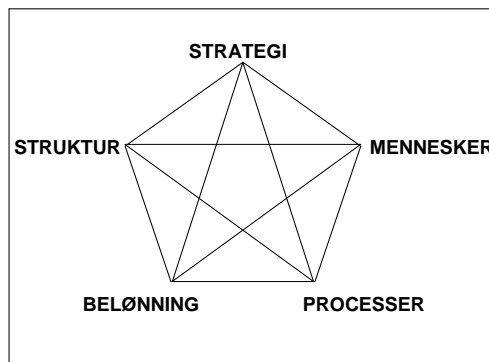 STRATEGI
STRUKTUR
MENNESKER
BELØNNING
PROCESSER